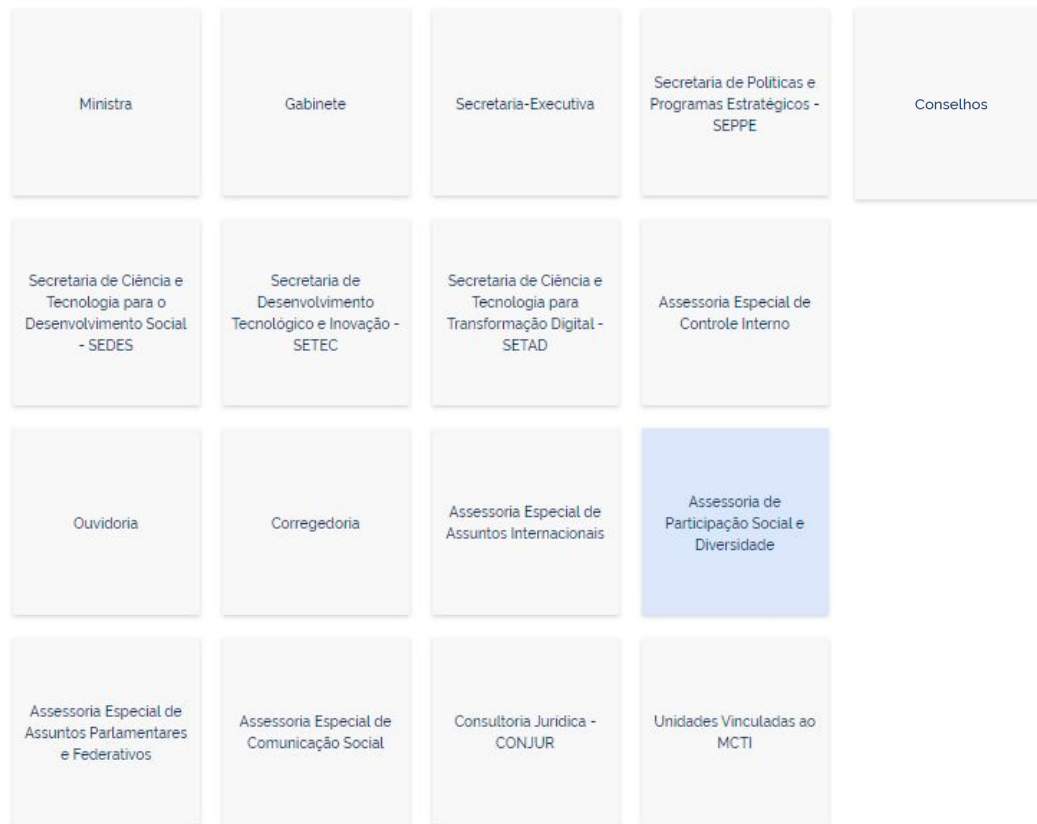 Ministra
Gabinete
Secretaria-Executiva
Secretaria de Políticas e
Programas Estratégicos -
SEPPE
Conselhos
Secretaria de Ciência e
Tecnologia para o
Desenvolvimento Social
- SEDES
Secretaria de
Desenvolvimento
Tecnológico e Inovação -
SETEC
Secretaria de Ciência e
Tecnologia para
Transformação Digital -
SETAD
Assessoria Especial de
Controle Interno
Ouvidoria
Corregedoria
Assessoria Especial de
Assuntos Internacionais
Assessoria de
Participação Social e
Diversidade
Assessoria Especial de
Assuntos Parlamentares
e Federativos
Assessoria Especial de
Comunicação Social
Consultoria Jurídica -
CONJUR
Unidades Vinculadas ao
MCTI